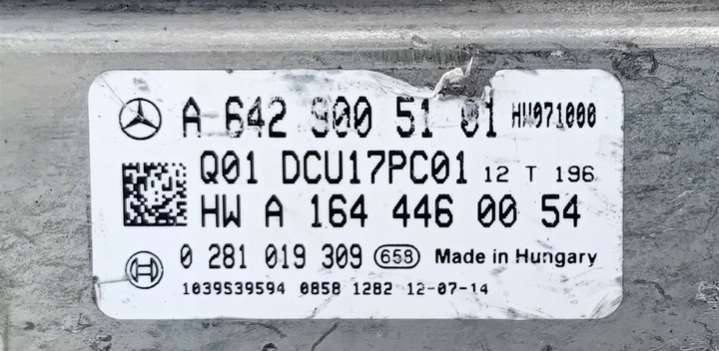 A 642 900 51 01 HW071000
Q01 DCU17PC01 12 T 196
HW A 164 446 00 54
0 281 019 309 658 Made in Hungary
1039S39594 0858 1282 12-07-14